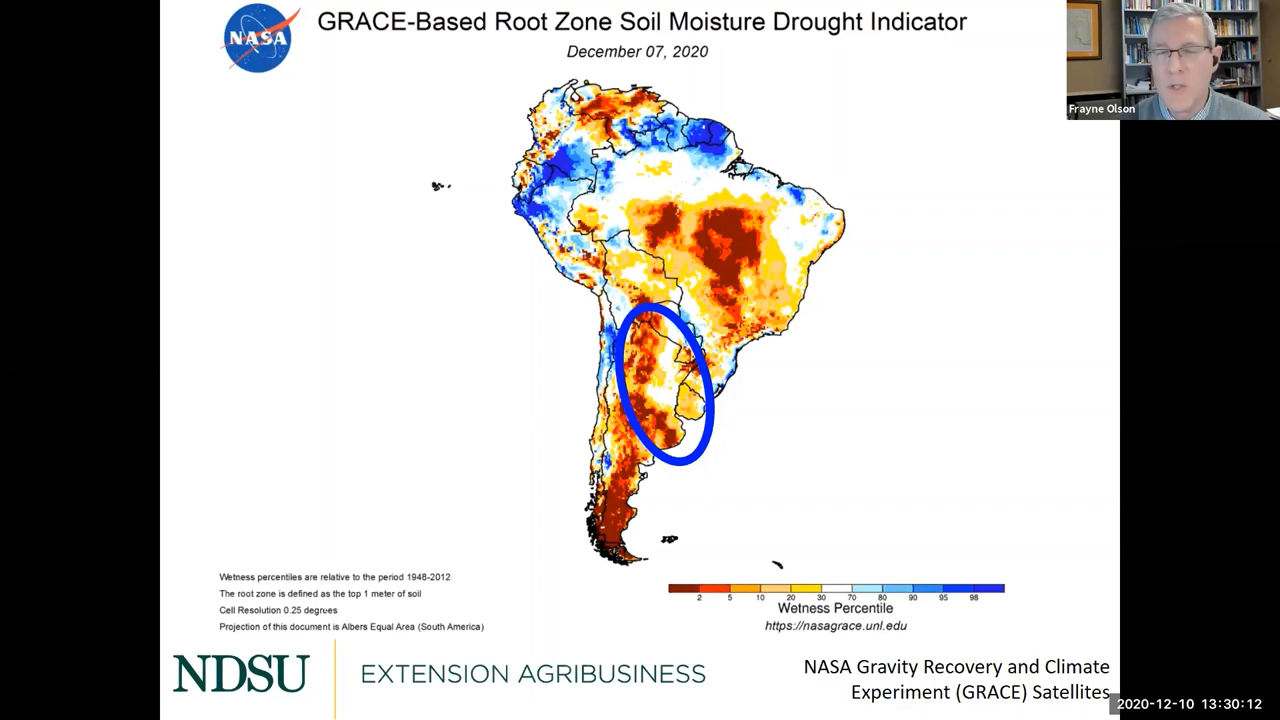 GRACE-Based Root Zone Soil Moisture Drought Indicator
December 07, 2020
NASA
Frayne Olson
Wetness percentiles are relative to the period 1948-2012
The root zone is defined as the top 1 meter of soil
Cell Resolution 0.25 degrees
Projection of this document is Albers Equal Area (South America)
2 5 10 20 30 70 80 90 95 98
Wetness Percentile
https://nasagrace.unl.edu
NDSU
EXTENSION AGRIBUSINESS
NASA Gravity Recovery and Climate
Experiment (GRACE) Satellites
2020-12-10 13:30:12